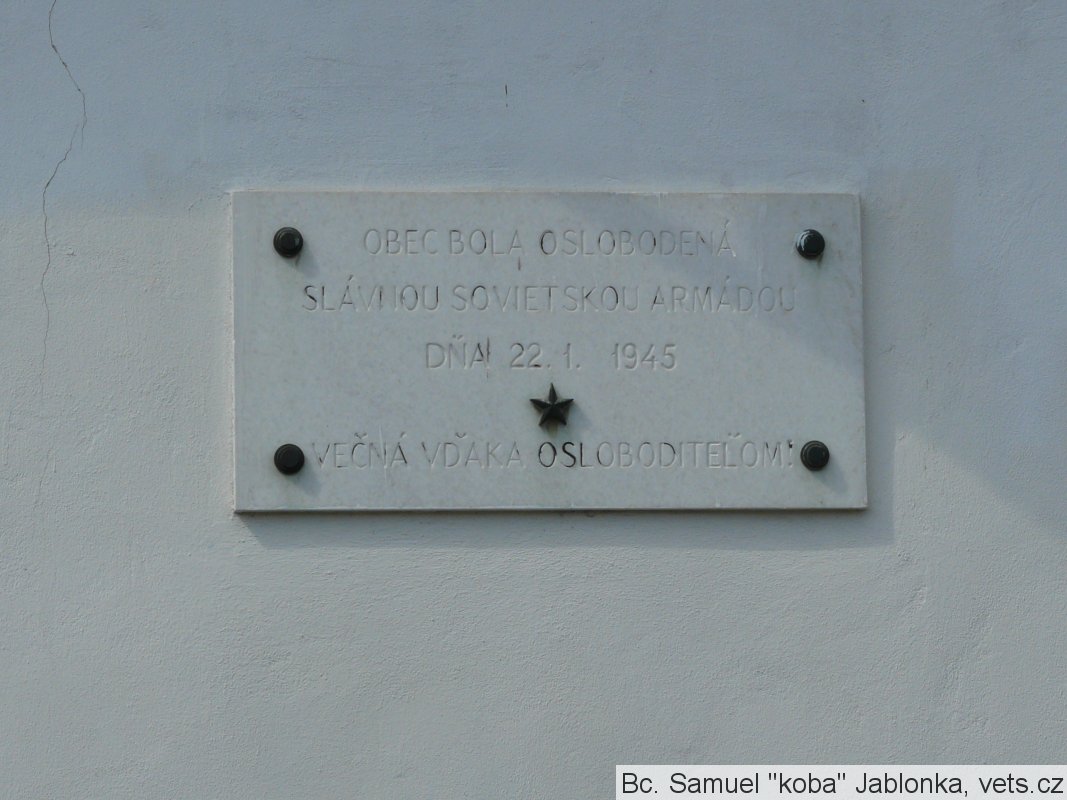 OBEC BOLA OSLOBODENÁ
SLÁVNOU SOVIETSKOU ARMÁDOU
DŇA 22. 1. 1945
VEČNÁ VĎAKA OSLOBODITEĽOM!
Bc. Samuel "koba" Jablonka, vets.cz